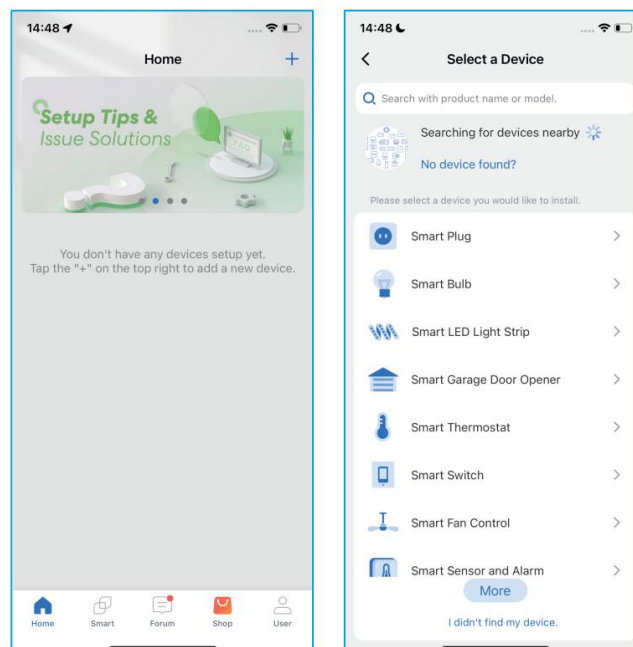 14:48
Home
+
Setup Tips &
Issue Solutions
FAQ
You don't have any devices setup yet.
Tap the "+" on the top right to add a new device.
Home
Smart
Forum
Shop
User
14:48
Select a Device
Search with product name or model.
Searching for devices nearby
No device found?
Please select a device you would like to install.
Smart Plug
Smart Bulb
Smart LED Light Strip
Smart Garage Door Opener
Smart Thermostat
Smart Switch
Smart Fan Control
Smart Sensor and Alarm
More
I didn't find my device.